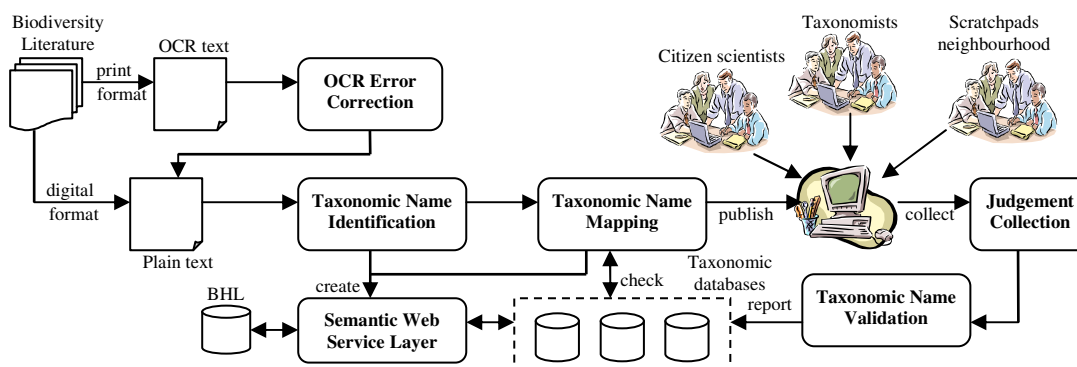 Biodiversity
Literature
OCR text
print
format
OCR Error
Correction
Citizen scientists
Taxonomists
Scratchpads
neighbourhood
digital
format
Plain text
Taxonomic Name
Identification
Taxonomic Name
Mapping
publish
collect
Judgement
Collection
BHL
create
Semantic Web
Service Layer
check
Taxonomic
databases
report
Taxonomic Name
Validation